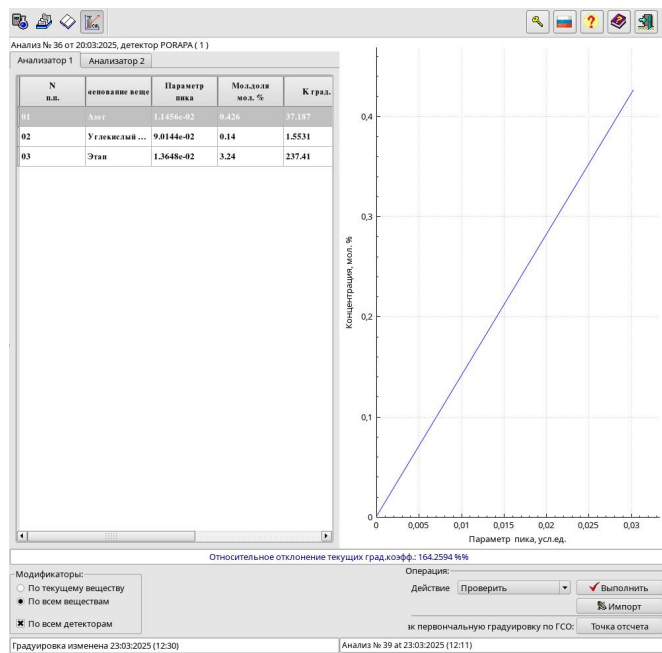 Анализ № 36 от 20:03:2025, детектор PORAPA ( 1 )
Анализатор 1
Анализатор 2
N п.п.
іенование веще
Параметр пика
Мол.доля мол. %
K град.
01 Азот 1.1456e-02 0.426 37.187
02 Углекислый ... 9.0144e-02 0.14 1.5531
03 Этан 1.3648e-02 3.24 237.41
0,4
0,3
0,2
0,1
0
Концентрация, мол. %
0 0,005 0,01 0,015 0,02 0,025 0,03
Параметр пика, усл.ед.
Относительное отклонение текущих град.коэфф.: 164.2594 %%
Модификаторы:
По текущему веществу
По всем веществам
По всем детекторам
Операция:
Действие Проверить Выполнить
Импорт
ак первончальную градуировку по ГСО: Точка отсчета
Градуировка изменена 23:03:2025 (12:30)
Анализ № 39 at 23:03:2025 (12:11)